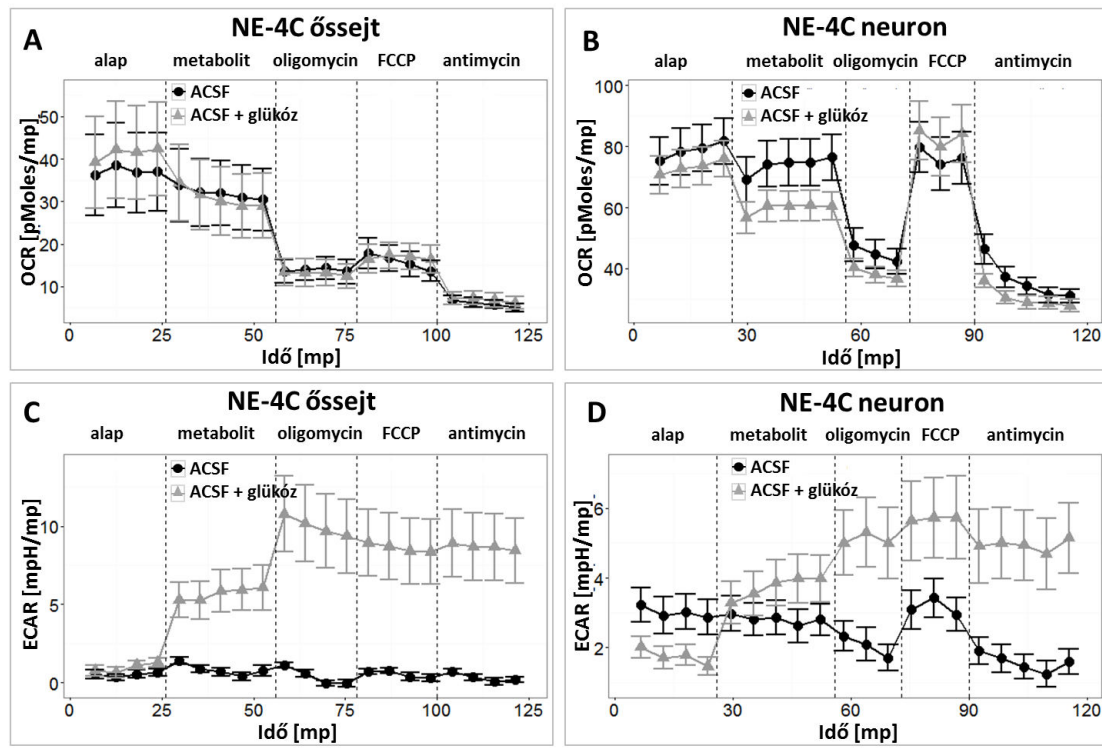 A
NE-4C őssejt
alap metabolit oligomycin FCCP antimycin
ACSF
ACSF + glükóz
OCR [pMoles/mp]
50
40
30
20
10
0 25 50 75 100 125
Idő [mp]
B
NE-4C neuron
alap metabolit oligomycin FCCP antimycin
ACSF
ACSF + glükóz
OCR [pMoles/mp]
100
80
60
40
0 30 60 90 120
Idő [mp]
C
NE-4C őssejt
alap metabolit oligomycin FCCP antimycin
ACSF
ACSF + glükóz
ECAR [mpH/mp]
10
5
0
0 25 50 75 100 125
Idő [mp]
D
NE-4C neuron
alap metabolit oligomycin FCCP antimycin
ACSF
ACSF + glükóz
ECAR [mpH/mp]
6
4
2
0 30 60 90 120
Idő [mp]